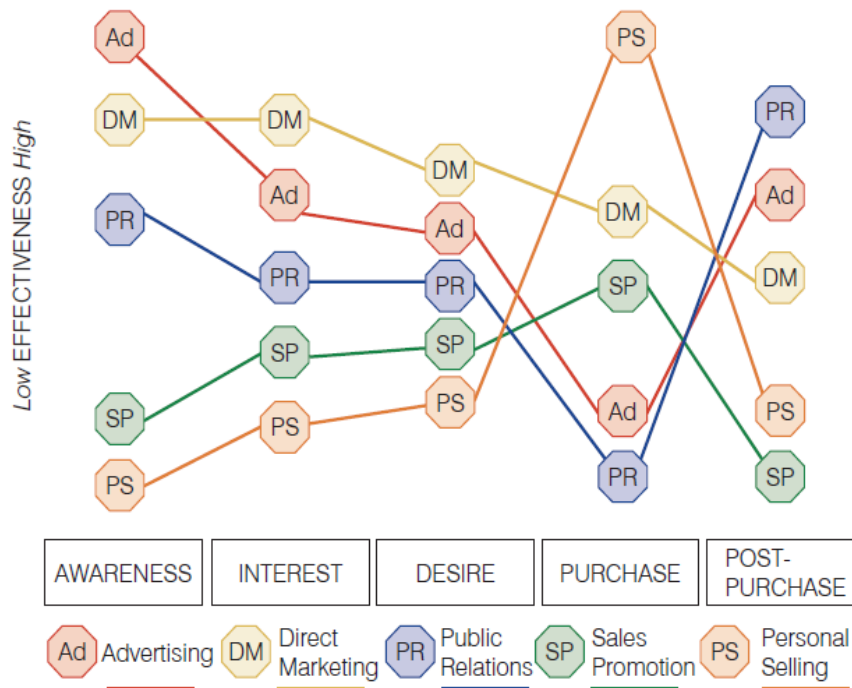 Ad
PS
DM
DM
PR
DM
Ad
Ad
PR
Ad
DM
PR
PR
SP
DM
SP
SP
PS
PS
Ad
PS
SP
PS
PR
SP
Low EFFECTIVENESS High
AWARENESS
INTEREST
DESIRE
PURCHASE
POST-
PURCHASE
Ad Advertising
DM Direct
Marketing
PR Public
Relations
SP Sales
Promotion
PS Personal
Selling